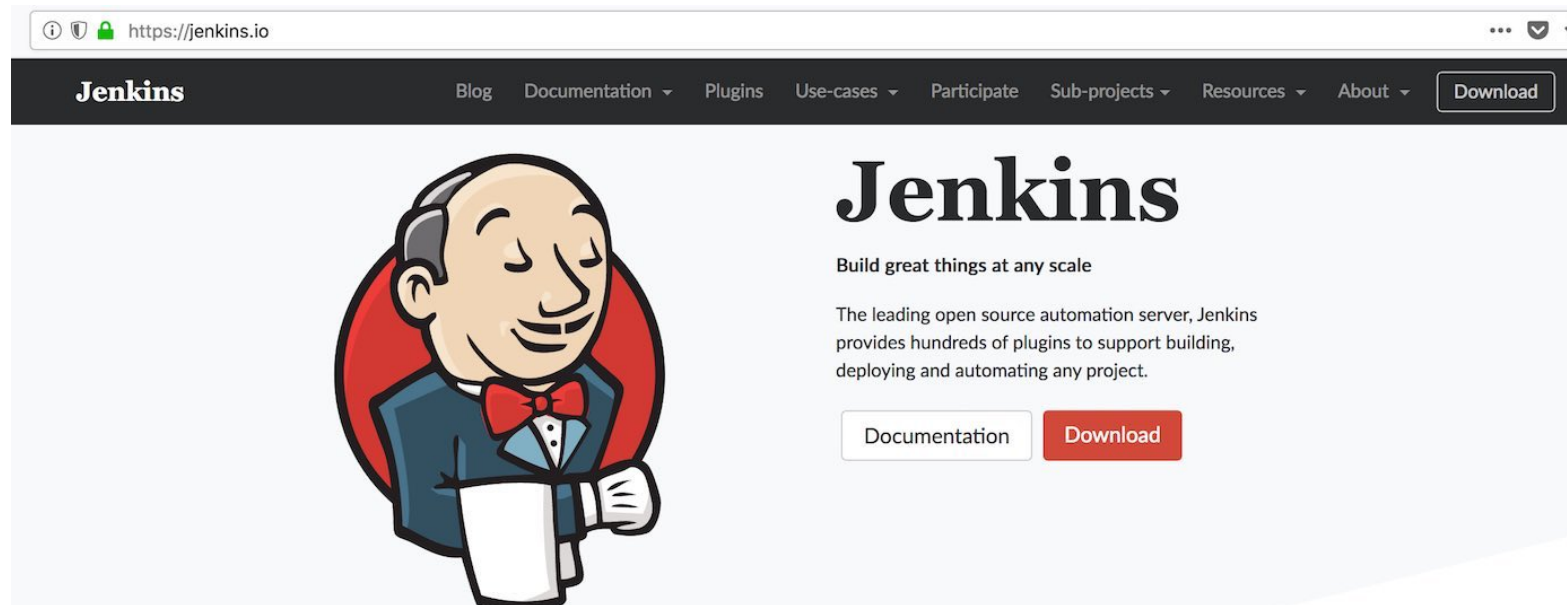 https://jenkins.io
Jenkins Blog Documentation Plugins Use-cases Participate Sub-projects Resources About Download
Jenkins
Build great things at any scale
The leading open source automation server, Jenkins
provides hundreds of plugins to support building,
deploying and automating any project.
Documentation Download